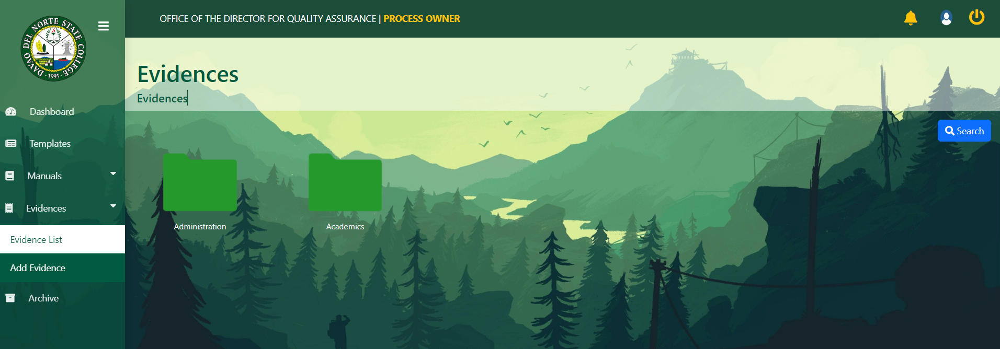 DAVAO DEL NORTE STATE COLLEGE
· 1995 ·
OFFICE OF THE DIRECTOR FOR QUALITY ASSURANCE | PROCESS OWNER
Dashboard
Templates
Manuals
Evidences
Evidence List
Add Evidence
Archive
Evidences
Evidences
Search
Administration
Academics